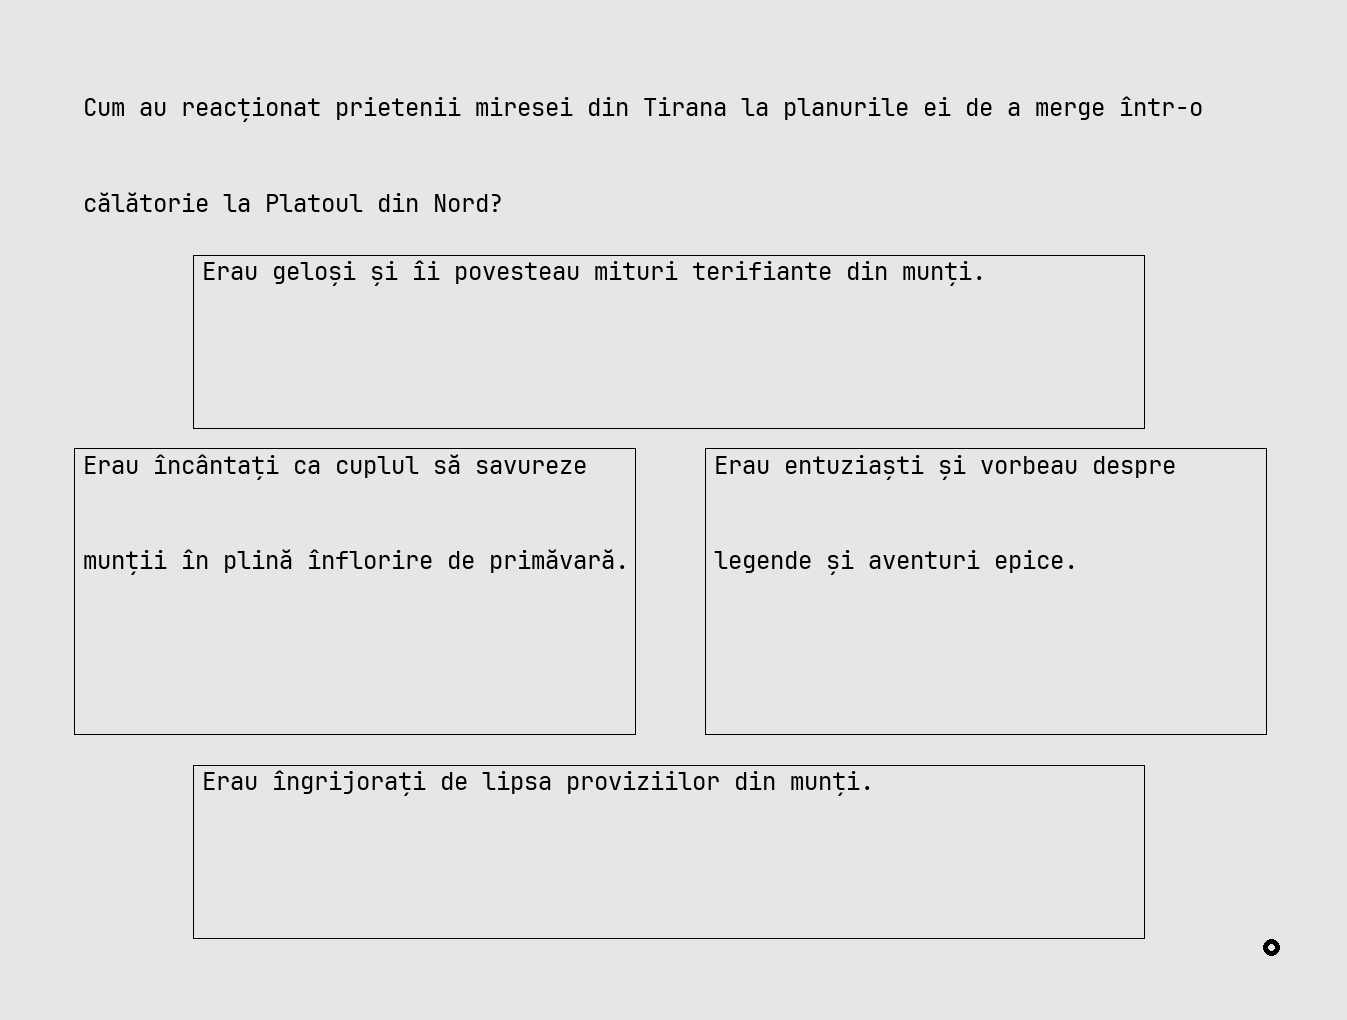 Cum au reacționat prietenii miresei din Tirana la planurile ei de a merge într-o
călătorie la Platoul din Nord?
Erau geloși și îi povesteau mituri terifiante din munți.
Erau încântați ca cuplul să savureze
munții în plină înflorire de primăvară.
Erau entuziaști și vorbeau despre
legende și aventuri epice.
Erau îngrijorați de lipsa proviziilor din munți.